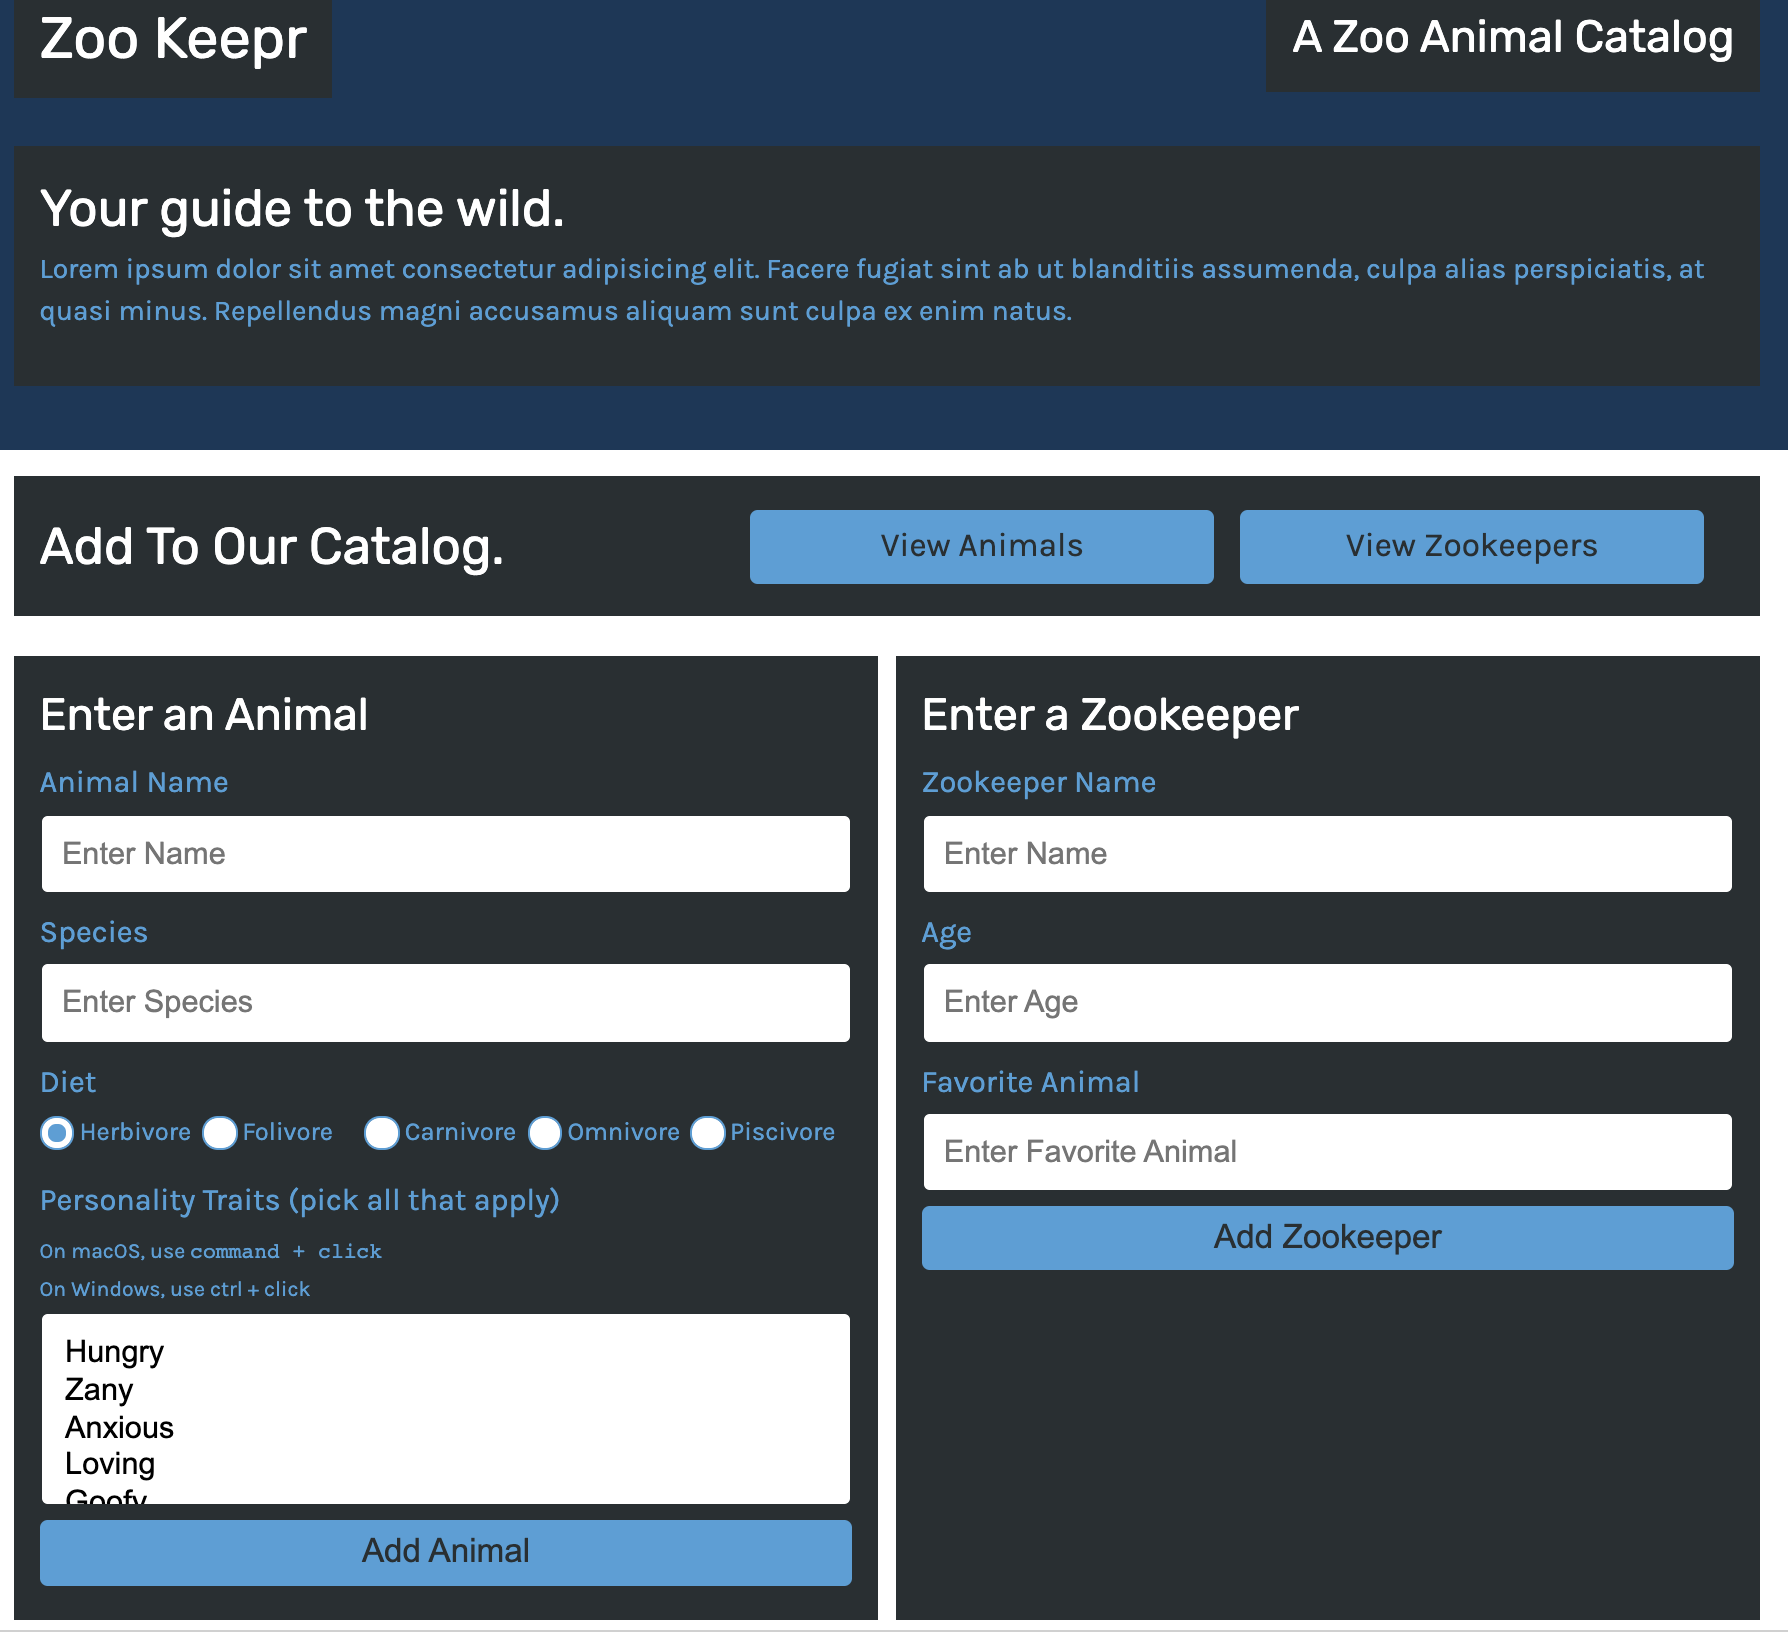 Zoo Keepr
A Zoo Animal Catalog
Your guide to the wild.
Lorem ipsum dolor sit amet consectetur adipisicing elit. Facere fugiat sint ab ut blanditiis assumenda, culpa alias perspiciatis, at
quasi minus. Repellendus magni accusamus aliquam sunt culpa ex enim natus.
Add To Our Catalog.
View Animals
View Zookeepers
Enter an Animal
Animal Name
Enter Name
Species
Enter Species
Diet
Herbivore Folivore Carnivore Omnivore Piscivore
Personality Traits (pick all that apply)
On macOS, use command + click
On Windows, use ctrl + click
Hungry
Zany
Anxious
Loving
Goofy
Add Animal
Enter a Zookeeper
Zookeeper Name
Enter Name
Age
Enter Age
Favorite Animal
Enter Favorite Animal
Add Zookeeper